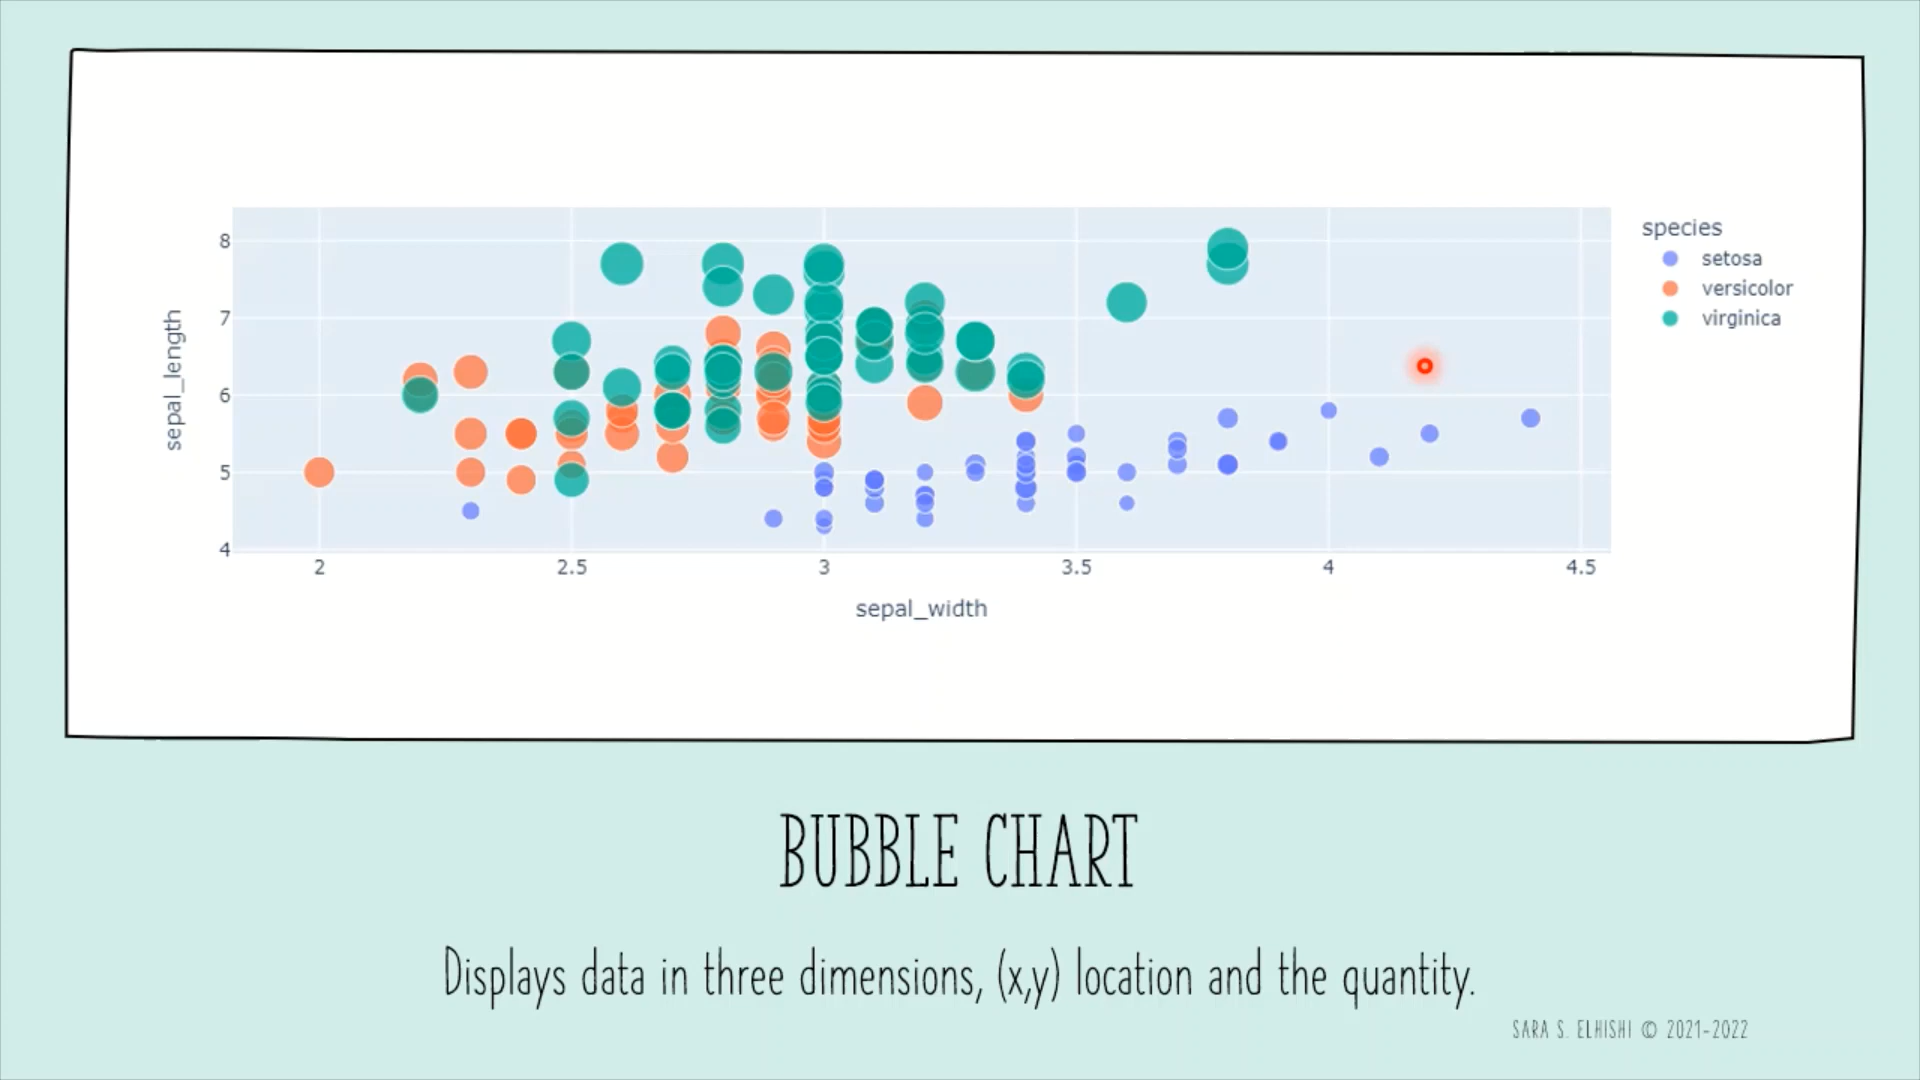 species
setosa
versicolor
virginica
sepal_length
8
7
6
5
4
2 2.5 3 3.5 4 4.5
sepal_width
BUBBLE CHART
Displays data in three dimensions, (x,y) location and the quantity.
SARA S. ELHISHI © 2021-2022